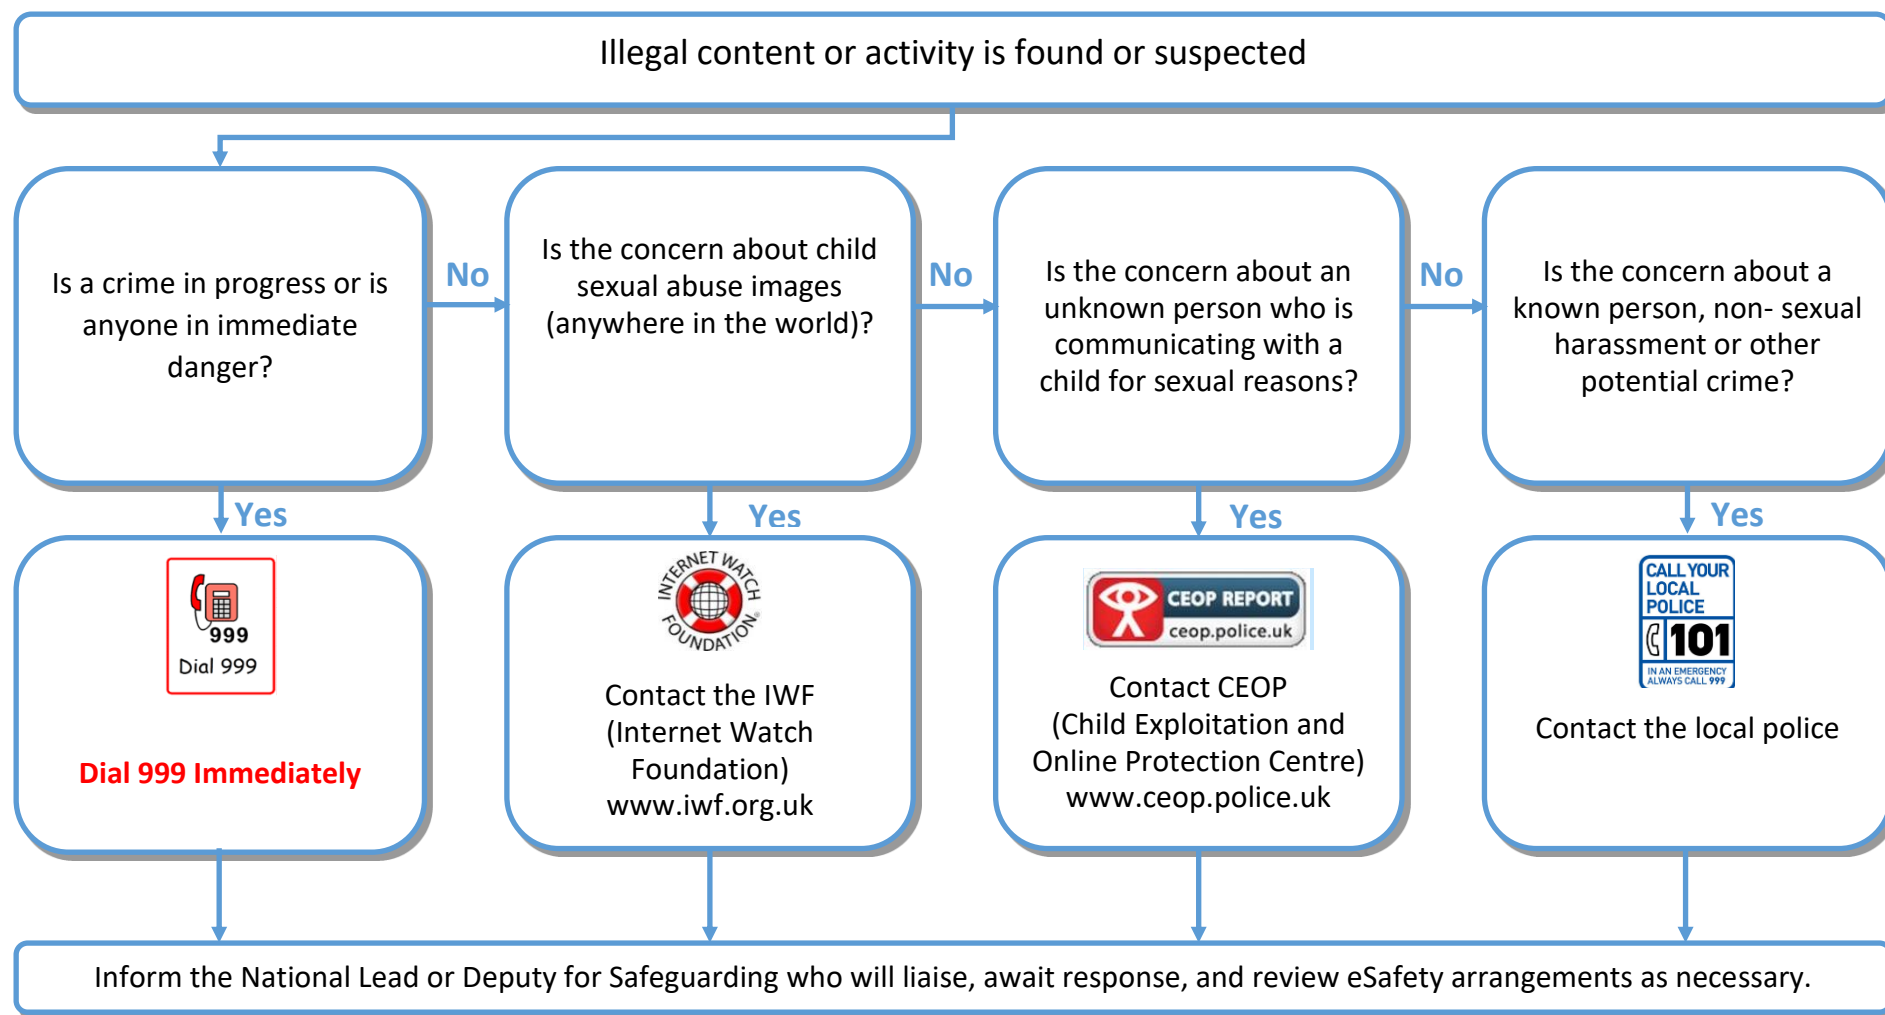 Illegal content or activity is found or suspected
Is a crime in progress or is
anyone in immediate
danger?
No
Is the concern about child
sexual abuse images
(anywhere in the world)?
No
Is the concern about an
unknown person who is
communicating with a
child for sexual reasons?
No
Is the concern about a
known person, non- sexual
harassment or other
potential crime?
Yes
Yes
Yes
Yes
999
Dial 999
Dial 999 Immediately
INTERNET WATCH
FOUNDATION
Contact the IWF
(Internet Watch
Foundation)
www.iwf.org.uk
CEOP REPORT
ceop.police.uk
Contact CEOP
(Child Exploitation and
Online Protection Centre)
www.ceop.police.uk
CALL YOUR
LOCAL
POLICE
101
IN AN EMERGENCY
ALWAYS CALL 999
Contact the local police
Inform the National Lead or Deputy for Safeguarding who will liaise, await response, and review eSafety arrangements as necessary.